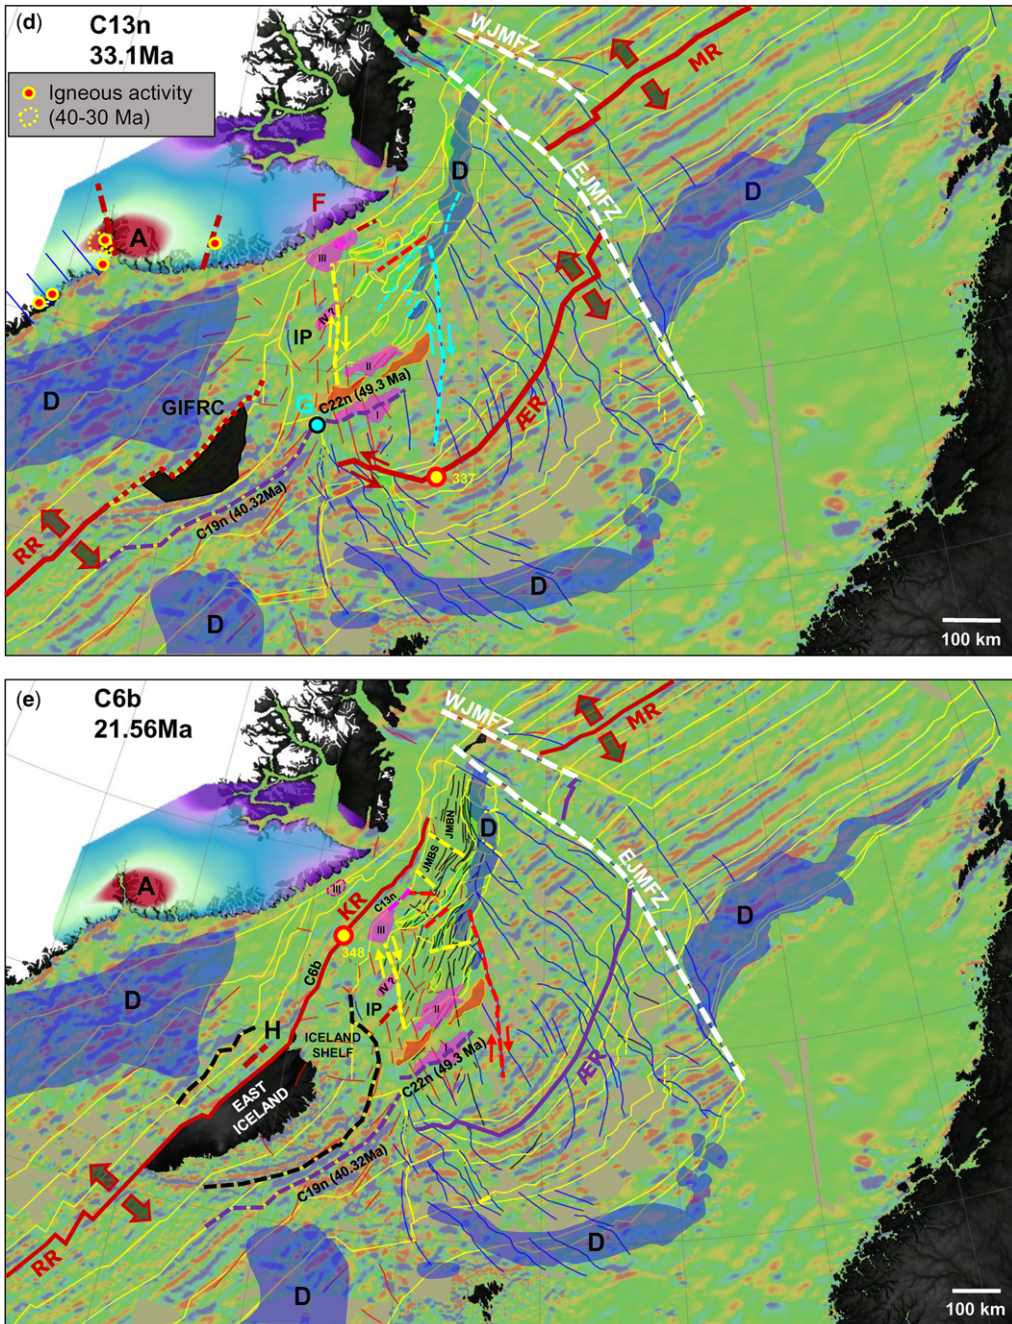 (d)
C13n
33.1Ma
Igneous activity
(40-30 Ma)
WJMFZ
MR
D
EJMFZ
D
F
A
III
IV ?
IP
II
ÆR
D
G
C22n (49.3 Ma)
I
GIFRC
337
C19n (40.32Ma)
RR
D
D
100 km
(e)
C6b
21.56Ma
WJMFZ
MR
JMBN
D
JMBS
EJMFZ
A
III
KR
C13n
III
348
D
C6b
IV ?
D
IP
II
H
ICELAND
SHELF
C22n (49.3 Ma)
I
ÆR
EAST
ICELAND
C19n (40.32Ma)
RR
D
D
100 km